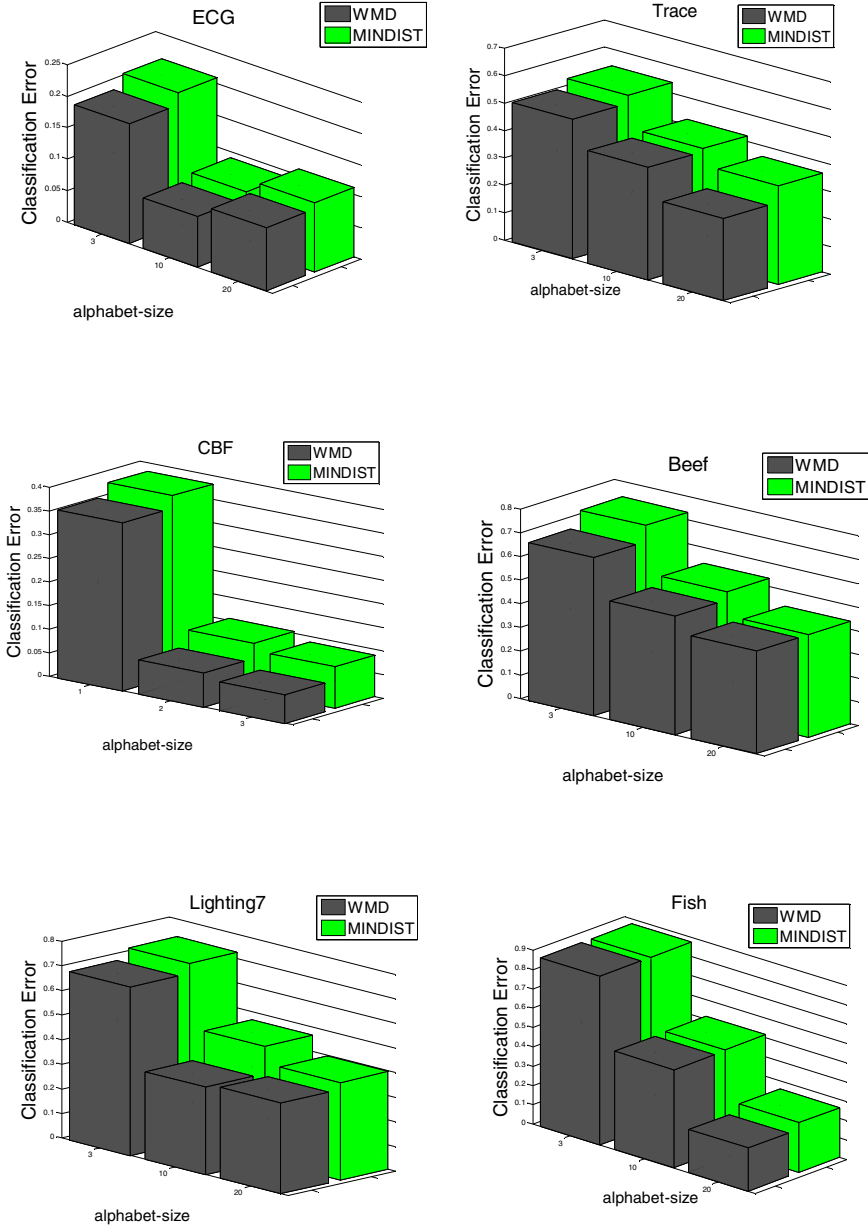 ECG
WMD
MINDIST
Classification Error
0.25
0.2
0.15
0.1
0.05
0
3
10
20
alphabet-size
Trace
WMD
MINDIST
Classification Error
0.7
0.6
0.5
0.4
0.3
0.2
0.1
0
3
10
20
alphabet-size
CBF
WMD
MINDIST
Classification Error
0.4
0.35
0.3
0.25
0.2
0.15
0.1
0.05
0
1
2
3
alphabet-size
Beef
WMD
MINDIST
Classification Error
0.8
0.7
0.6
0.5
0.4
0.3
0.2
0.1
0
3
10
20
alphabet-size
Lighting7
WMD
MINDIST
Classification Error
0.8
0.7
0.6
0.5
0.4
0.3
0.2
0.1
0
3
10
20
alphabet-size
Fish
WMD
MINDIST
Classification Error
0.9
0.8
0.7
0.6
0.5
0.4
0.3
0.2
0.1
0
3
10
20
alphabet-size